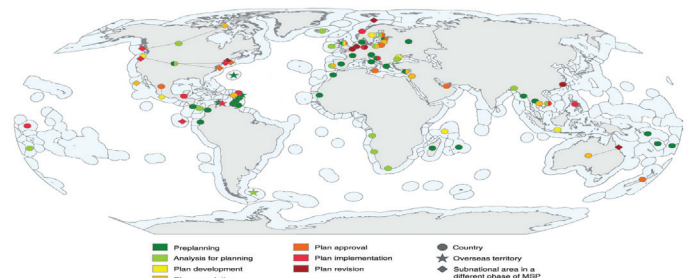 Preplanning
Analysis for planning
Plan development
Plan approval
Plan implementation
Plan revision
Country
Overseas territory
Subnational area in a
different phase of MSP